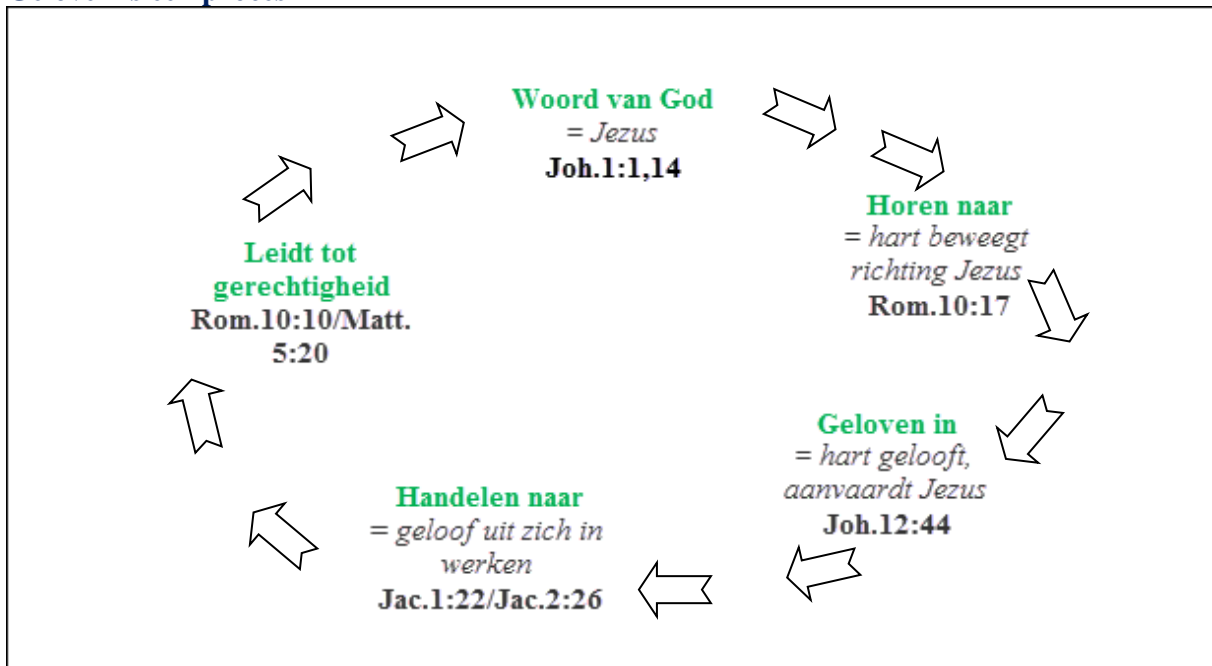 Woord van God
= Jezus
Joh.1:1,14
Horen naar
= hart beweegt
richting Jezus
Rom.10:17
Geloven in
= hart gelooft,
aanvaardt Jezus
Joh.12:44
Handelen naar
= geloof uit zich in
werken
Jac.1:22/Jac.2:26
Leidt tot
gerechtigheid
Rom.10:10/Matt.
5:20